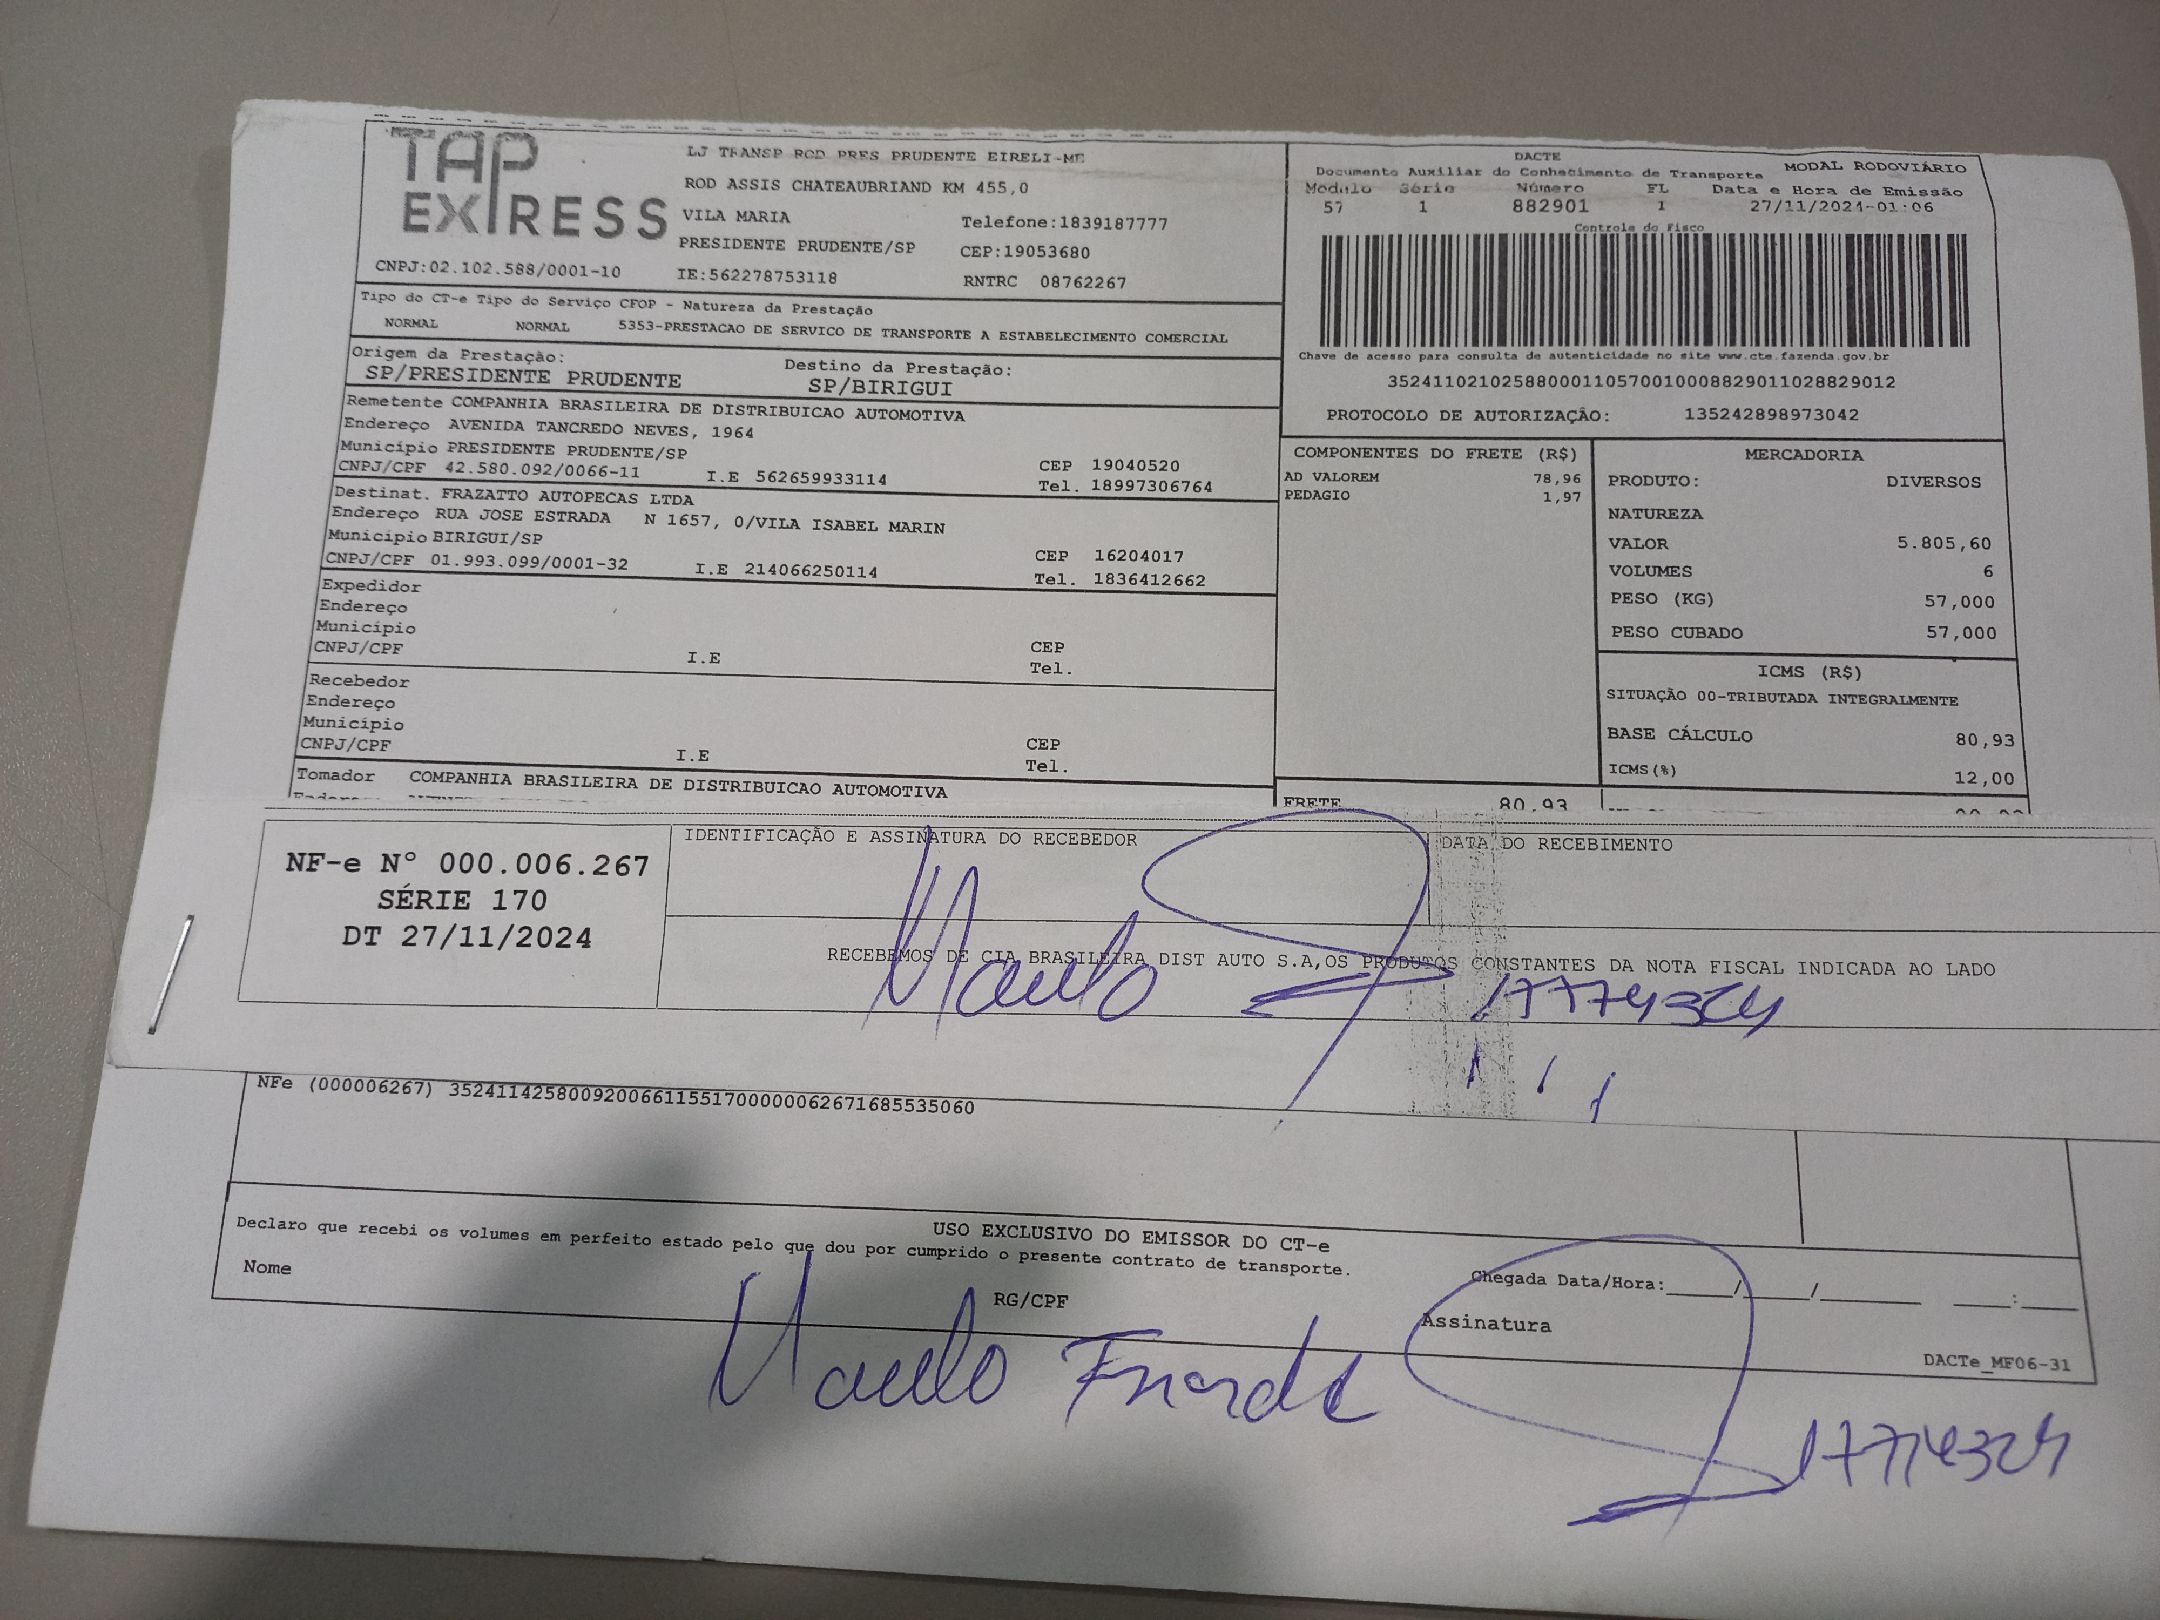 TAP EXPRESS
LJ TRANSP ROD PRES PRUDENTE EIRELI-ME
ROD ASSIS CHATEAUBRIAND KM 455,0
VILA MARIA Telefone:1839187777
PRESIDENTE PRUDENTE/SP CEP:19053680
CNPJ:02.102.588/0001-10 IE:562278753118 RNTRC 08762267
Tipo do CT-e Tipo do Serviço CFOP - Natureza da Prestação
NORMAL NORMAL 5353-PRESTACAO DE SERVICO DE TRANSPORTE A ESTABELECIMENTO COMERCIAL
Origem da Prestação: Destino da Prestação:
SP/PRESIDENTE PRUDENTE SP/BIRIGUI
Remetente COMPANHIA BRASILEIRA DE DISTRIBUICAO AUTOMOTIVA
Endereço AVENIDA TANCREDO NEVES, 1964
Município PRESIDENTE PRUDENTE/SP CEP 19040520
CNPJ/CPF 42.580.092/0066-11 I.E 562659933114 Tel. 18997306764
Destinat. FRAZATTO AUTOPECAS LTDA
Endereço RUA JOSE ESTRADA N 1657, 0/VILA ISABEL MARIN
Município BIRIGUI/SP CEP 16204017
CNPJ/CPF 01.993.099/0001-32 I.E 214066250114 Tel. 1836412662
Expedidor
Endereço
Município CEP
CNPJ/CPF I.E Tel.
Recebedor
Endereço
Município CEP
CNPJ/CPF I.E Tel.
Tomador COMPANHIA BRASILEIRA DE DISTRIBUICAO AUTOMOTIVA
DACTE MODAL RODOVIÁRIO
Documento Auxiliar do Conhecimento de Transporte
Modulo Série Número FL Data e Hora de Emissão
57 1 882901 1 27/11/2024-01:06
Controle do Fisco
Chave de acesso para consulta de autenticidade no site www.cte.fazenda.gov.br
35241102102588000110570010008829011028829012
PROTOCOLO DE AUTORIZAÇÃO: 135242898973042
COMPONENTES DO FRETE (R$)
AD VALOREM 78,96
PEDAGIO 1,97
FRETE 80,93
MERCADORIA
PRODUTO: DIVERSOS
NATUREZA
VALOR 5.805,60
VOLUMES 6
PESO (KG) 57,000
PESO CUBADO 57,000
ICMS (R$)
SITUAÇÃO 00-TRIBUTADA INTEGRALMENTE
BASE CÁLCULO 80,93
ICMS(%) 12,00
NF-e Nº 000.006.267
SÉRIE 170
DT 27/11/2024
IDENTIFICAÇÃO E ASSINATURA DO RECEBEDOR
DATA DO RECEBIMENTO
RECEBEMOS DE CIA BRASILEIRA DIST AUTO S.A,OS PRODUTOS CONSTANTES DA NOTA FISCAL INDICADA AO LADO
NFe (000006267) 35241142580092006611551700000062671685535060
USO EXCLUSIVO DO EMISSOR DO CT-e
Declaro que recebi os volumes em perfeito estado pelo que dou por cumprido o presente contrato de transporte.
Nome RG/CPF
Chegada Data/Hora:_____/_____/_______ ____:____
Assinatura
DACTe_MF06-31